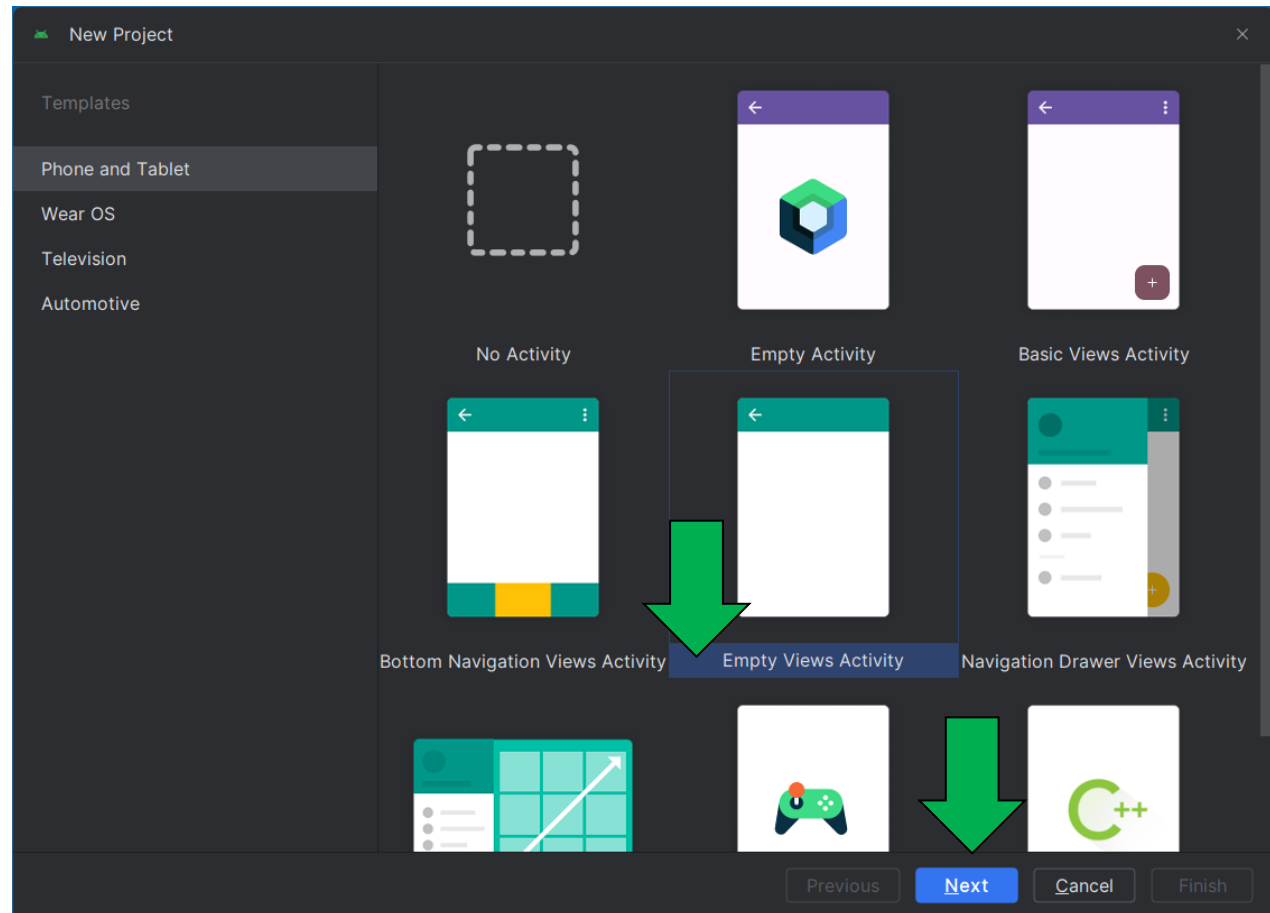 New Project
Templates
Phone and Tablet
Wear OS
Television
Automotive
No Activity
Empty Activity
Basic Views Activity
Bottom Navigation Views Activity
Empty Views Activity
Navigation Drawer Views Activity
C++
Previous
Next
Cancel
Finish